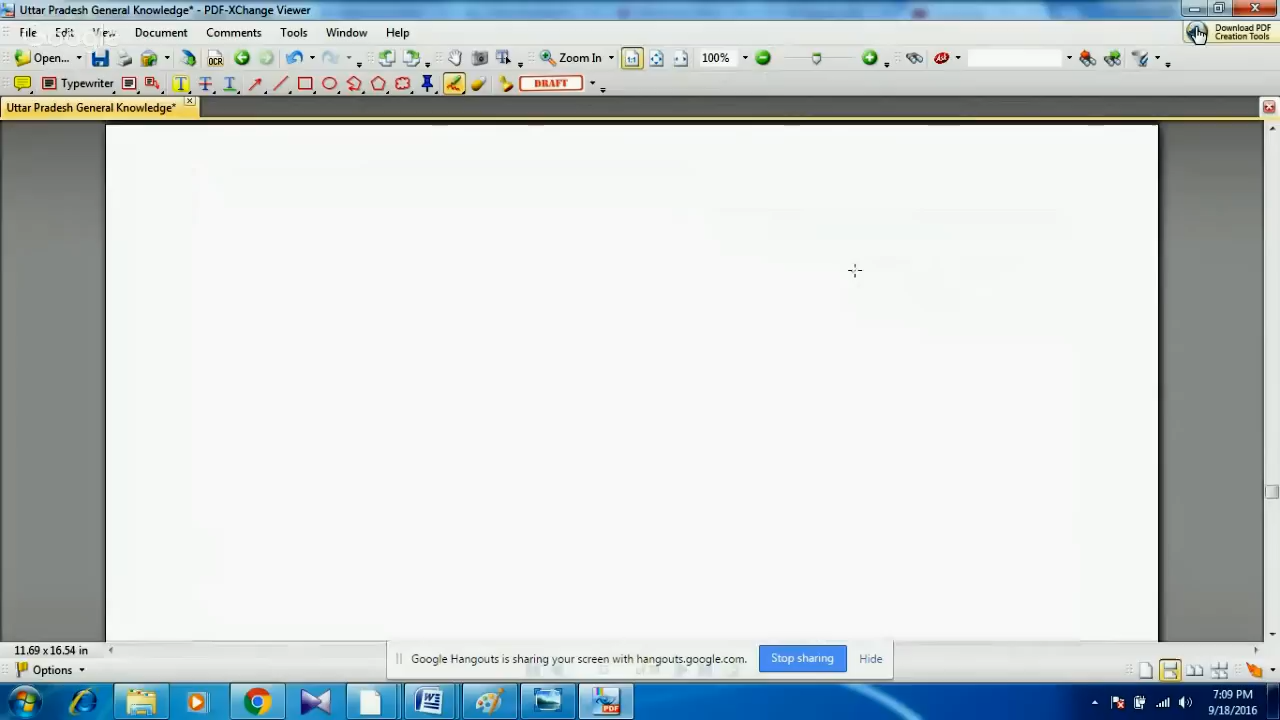 Uttar Pradesh General Knowledge* - PDF-XChange Viewer
File Edit View Document Comments Tools Window Help
Google
Download PDF
Creation Tools
Open... OCR Zoom In 100%
Typewriter DRAFT
Uttar Pradesh General Knowledge*
11.69 x 16.54 in
Google Hangouts is sharing your screen with hangouts.google.com. Stop sharing Hide
Options
7:09 PM
9/18/2016